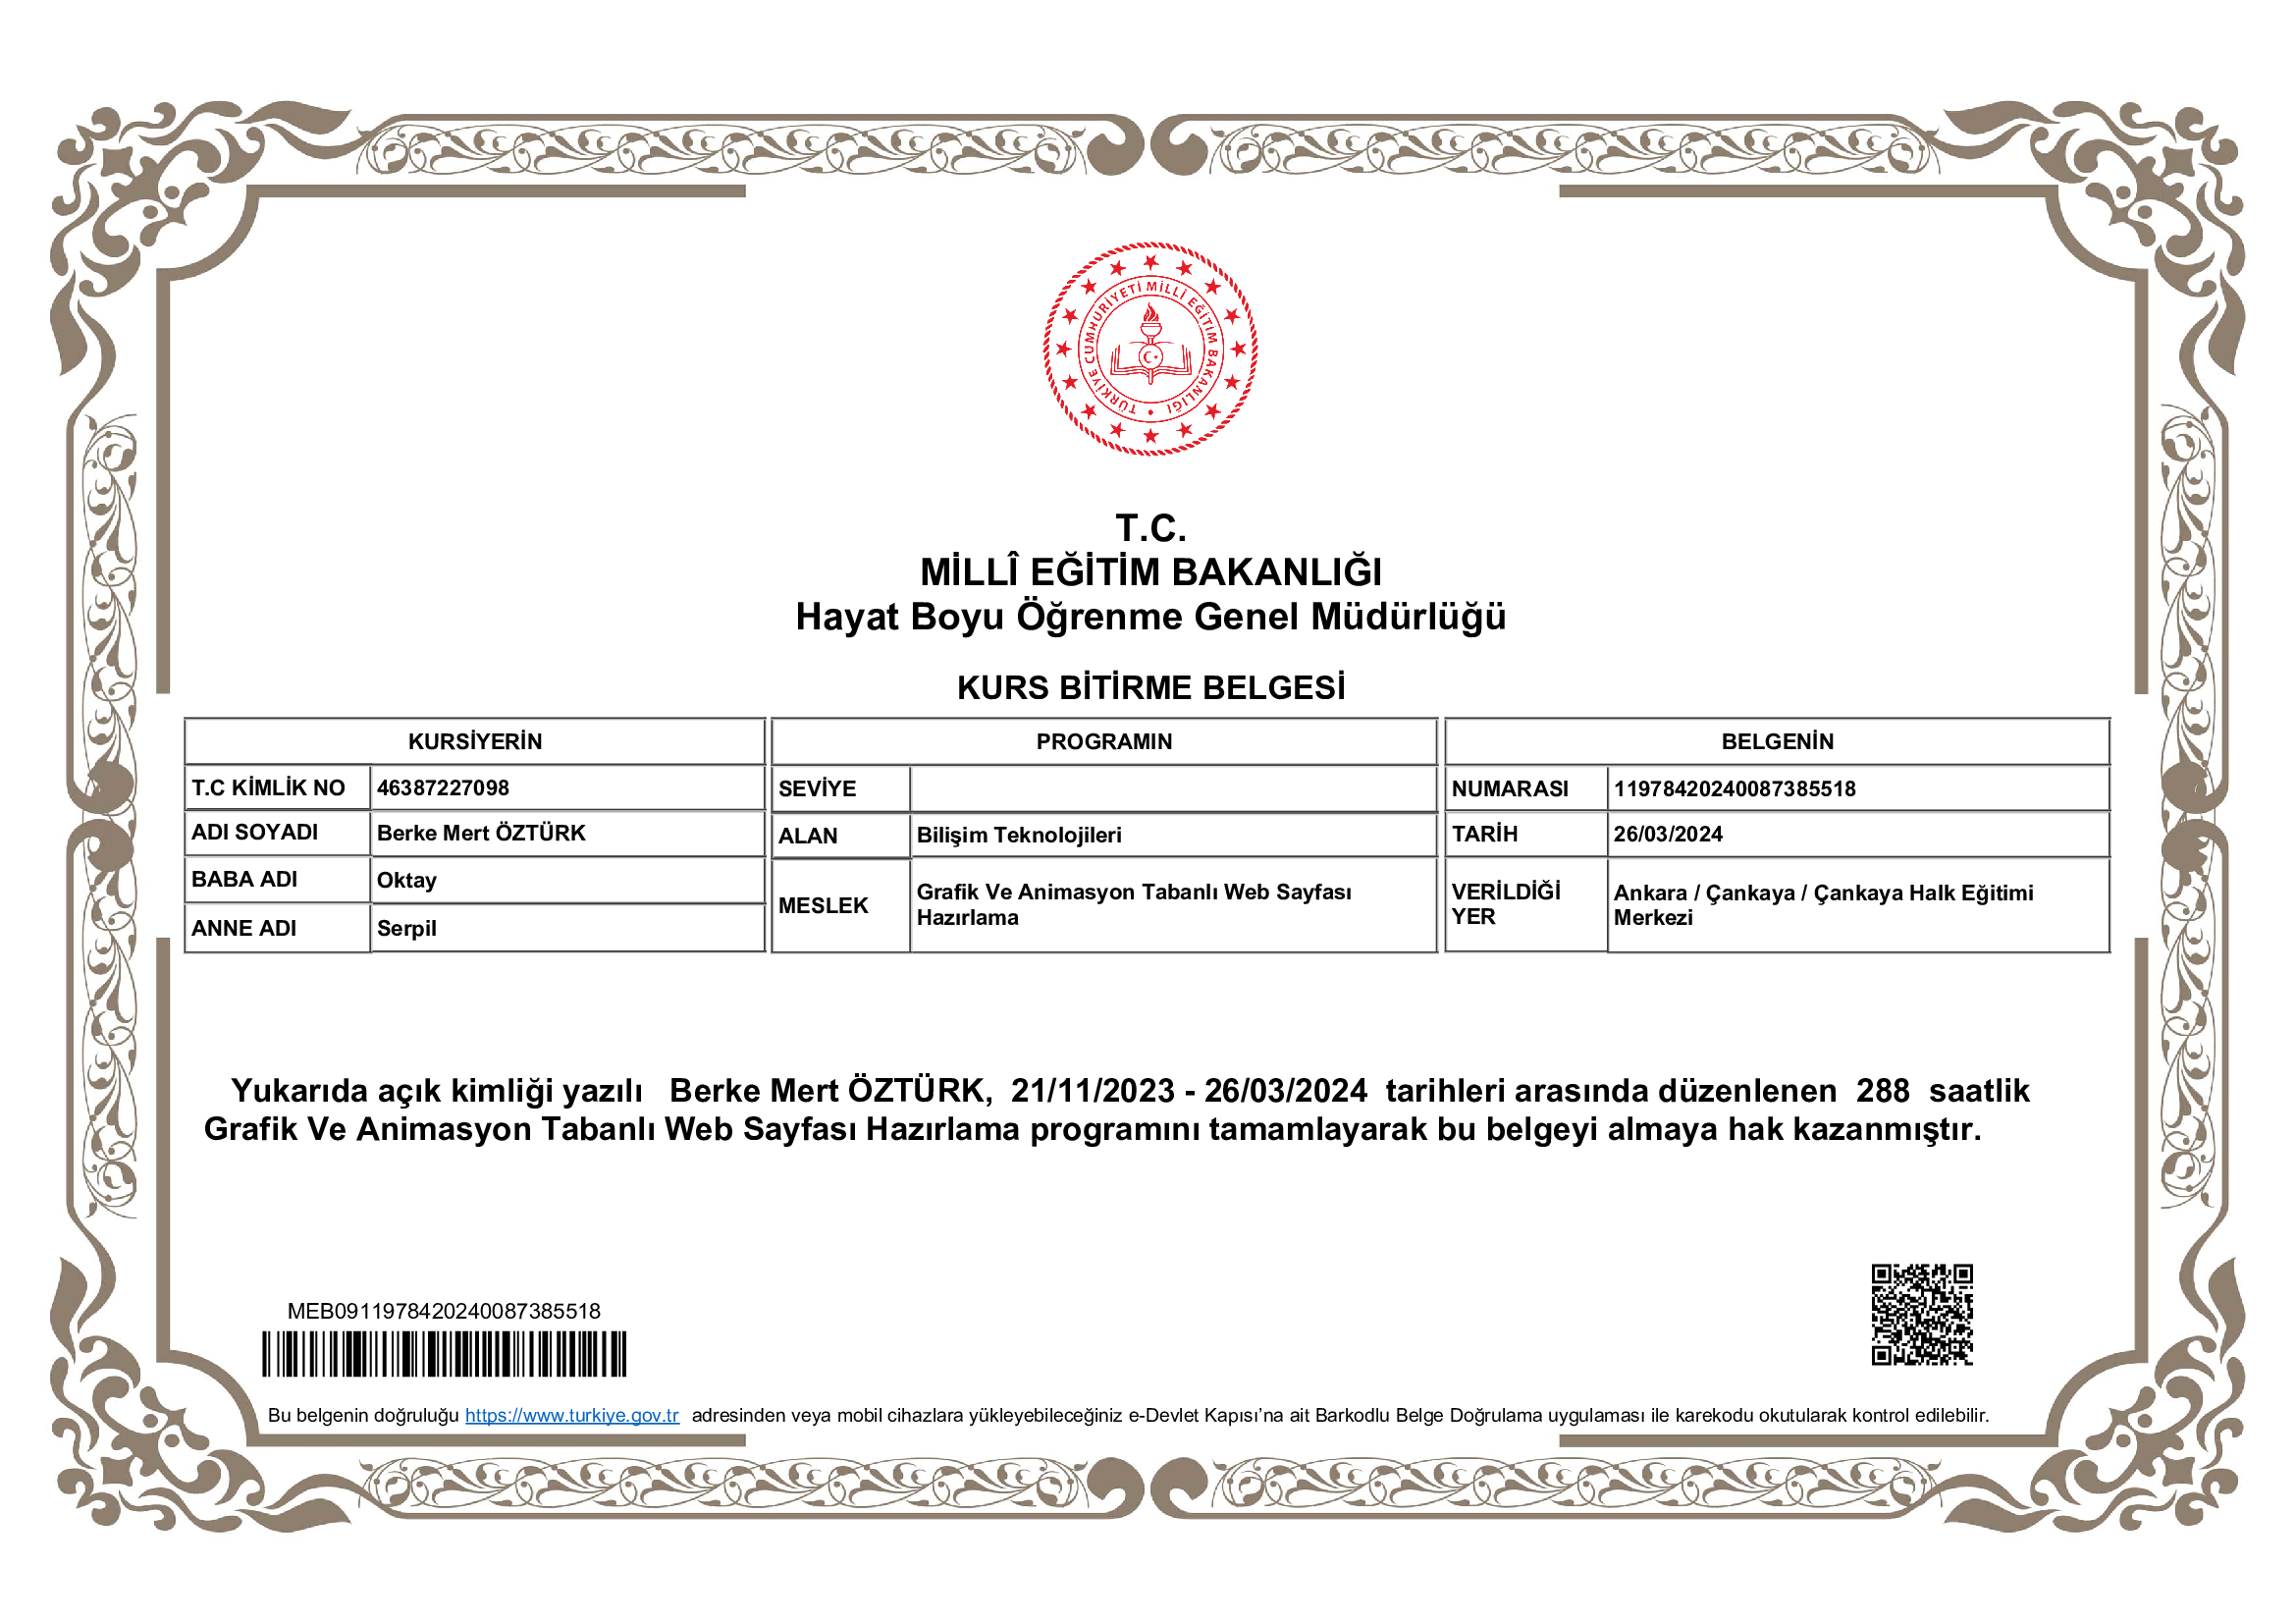 TÜRKİYE CUMHURİYETİ MİLLÎ EĞİTİM BAKANLIĞI
T.C.
MİLLÎ EĞİTİM BAKANLIĞI
Hayat Boyu Öğrenme Genel Müdürlüğü
KURS BİTİRME BELGESİ
KURSİYERİN
T.C KİMLİK NO 46387227098
ADI SOYADI Berke Mert ÖZTÜRK
BABA ADI Oktay
ANNE ADI Serpil
PROGRAMIN
SEVİYE
ALAN Bilişim Teknolojileri
MESLEK Grafik Ve Animasyon Tabanlı Web Sayfası
Hazırlama
BELGENİN
NUMARASI 11978420240087385518
TARİH 26/03/2024
VERİLDİĞİ YER Ankara / Çankaya / Çankaya Halk Eğitimi
Merkezi
Yukarıda açık kimliği yazılı Berke Mert ÖZTÜRK, 21/11/2023 - 26/03/2024 tarihleri arasında düzenlenen 288 saatlik
Grafik Ve Animasyon Tabanlı Web Sayfası Hazırlama programını tamamlayarak bu belgeyi almaya hak kazanmıştır.
MEB0911978420240087385518
Bu belgenin doğruluğu https://www.turkiye.gov.tr adresinden veya mobil cihazlara yükleyebileceğiniz e-Devlet Kapısı’na ait Barkodlu Belge Doğrulama uygulaması ile karekodu okutularak kontrol edilebilir.